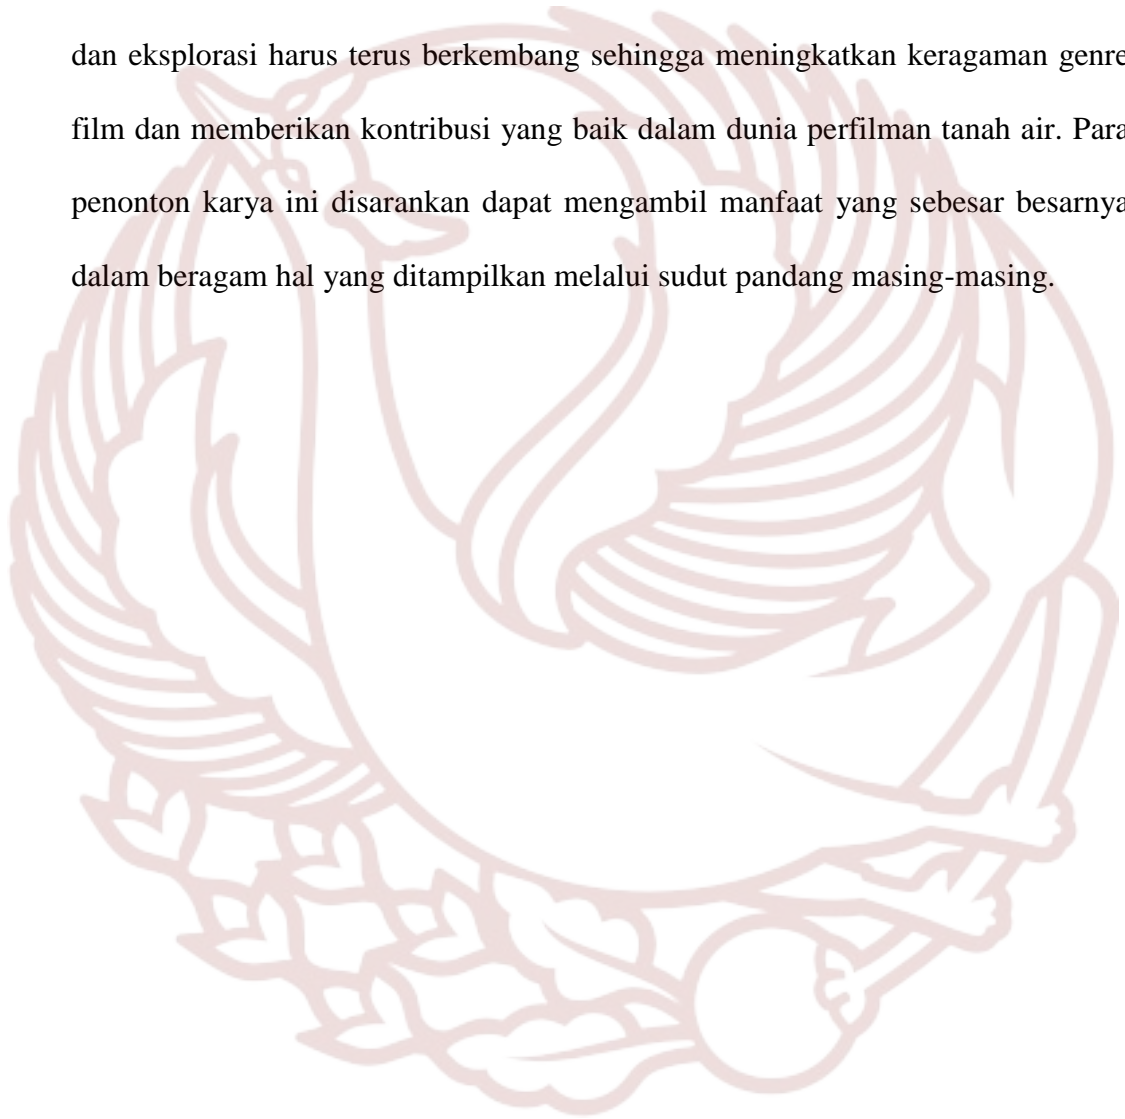 dan eksplorasi harus terus berkembang sehingga meningkatkan keragaman genre
film dan memberikan kontribusi yang baik dalam dunia perfilman tanah air. Para
penonton karya ini disarankan dapat mengambil manfaat yang sebesar besarnya
dalam beragam hal yang ditampilkan melalui sudut pandang masing-masing.